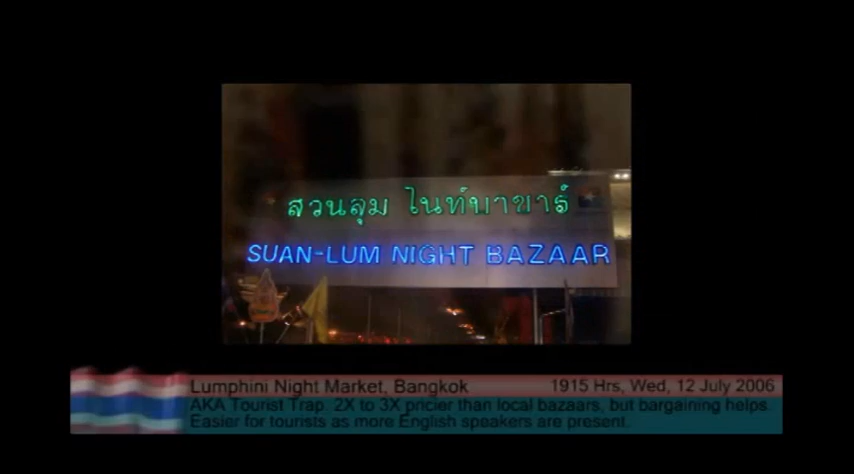 สวนลุม ไนท์บาซาร์
SUAN-LUM NIGHT BAZAAR
Lumphini Night Market, Bangkok 1915 Hrs, Wed, 12 July 2006
AKA Tourist Trap. 2X to 3X pricier than local bazaars, but bargaining helps.
Easier for tourists as more English speakers are present.